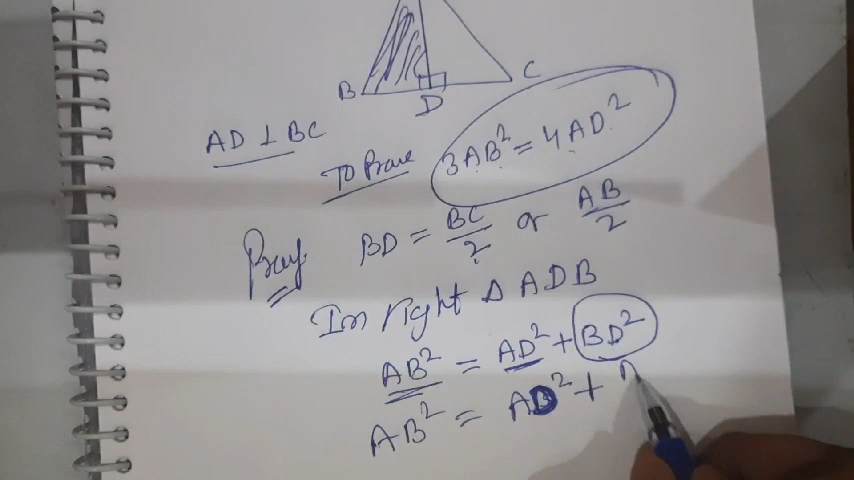 B
C
D
AD ⊥ BC
To Prove 3AB² = 4AD²
Proof BD = BC/2 or AB/2
In right Δ ADB
AB² = AD² + BD²
AB² = AD² +